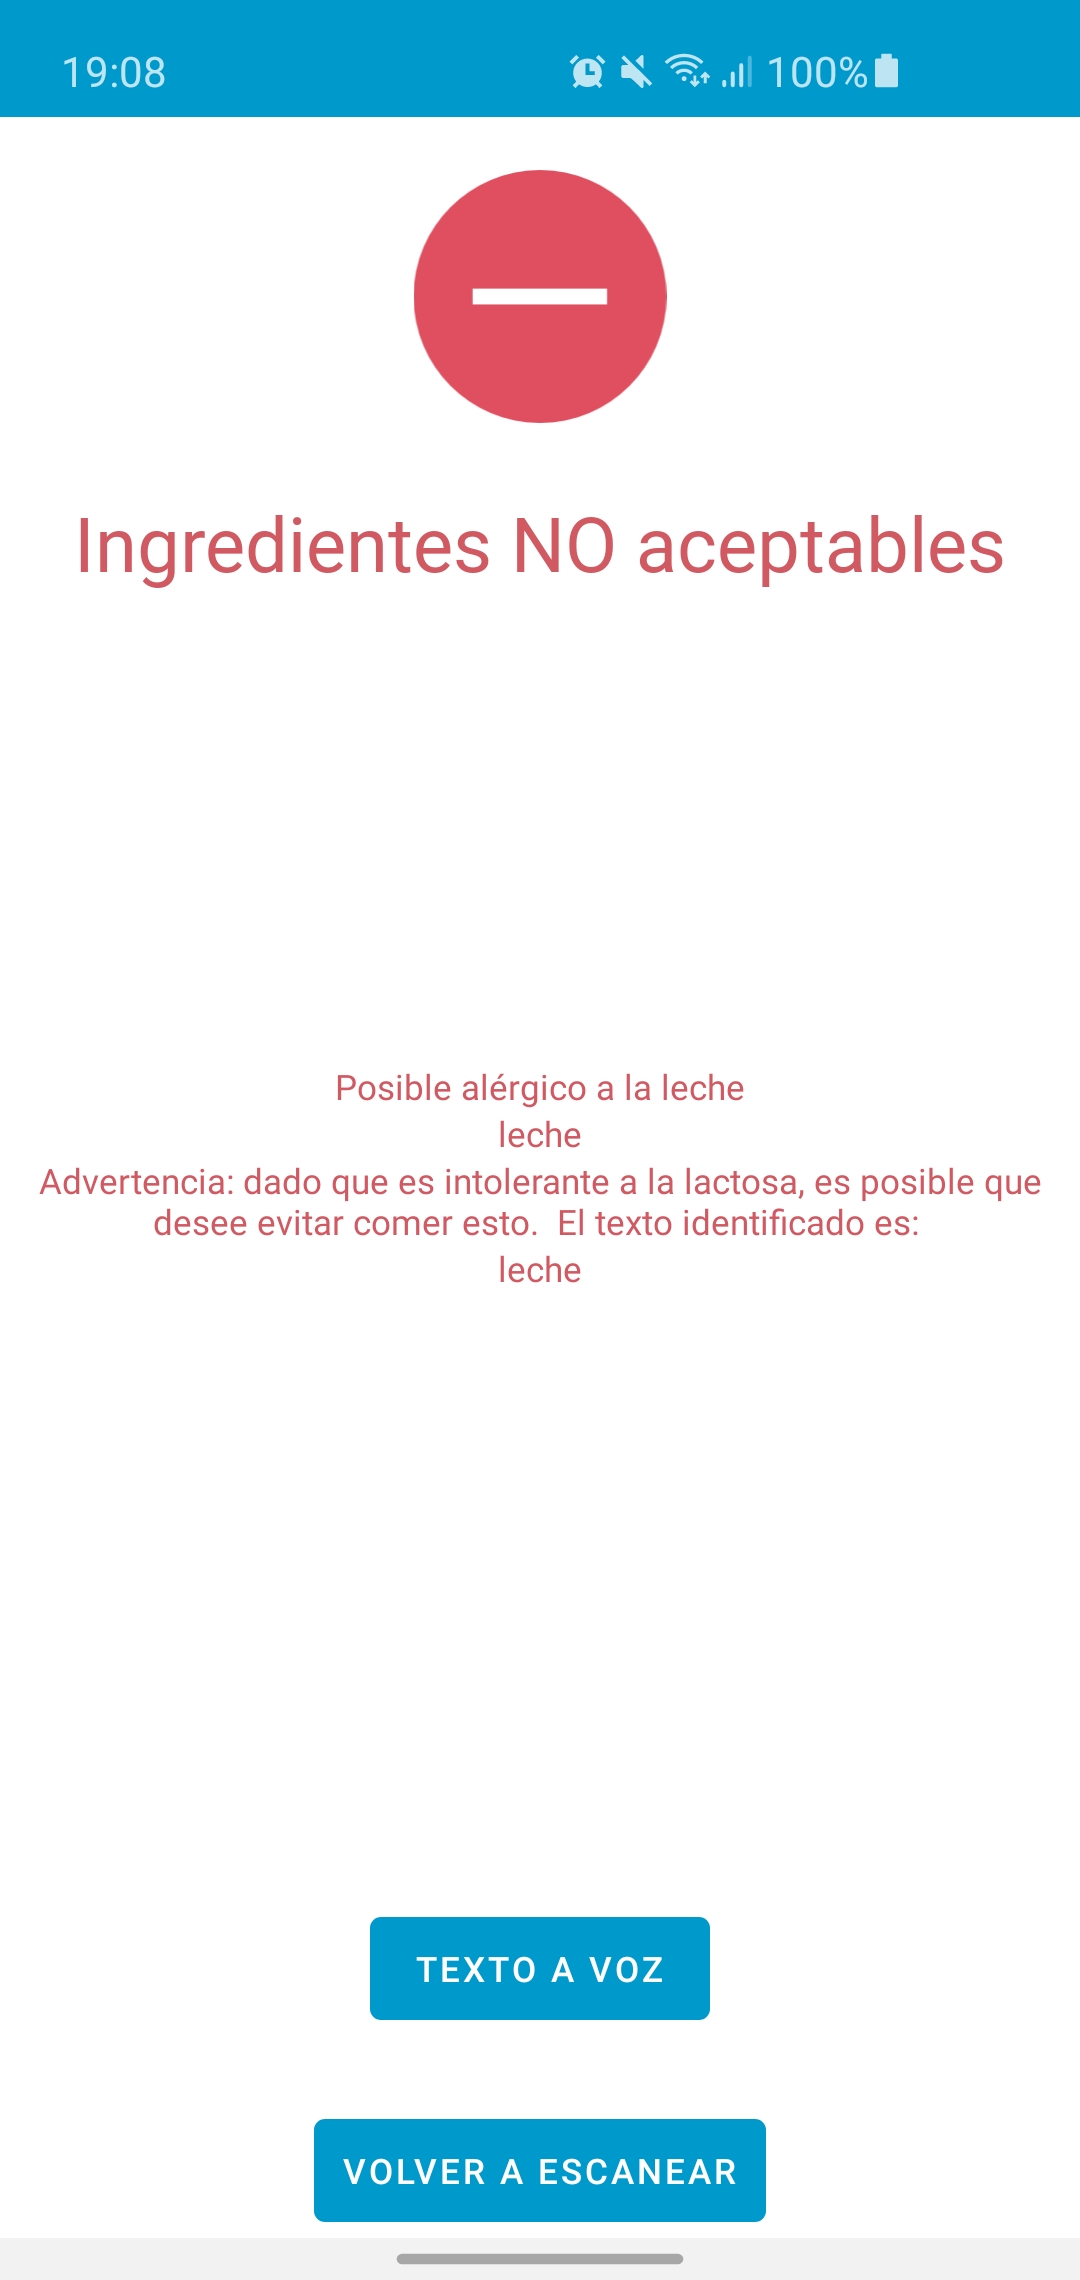 19:08
100%
Ingredientes NO aceptables
Posible alérgico a la leche
leche
Advertencia: dado que es intolerante a la lactosa, es posible que
desee evitar comer esto.  El texto identificado es:
leche
TEXTO A VOZ
VOLVER A ESCANEAR